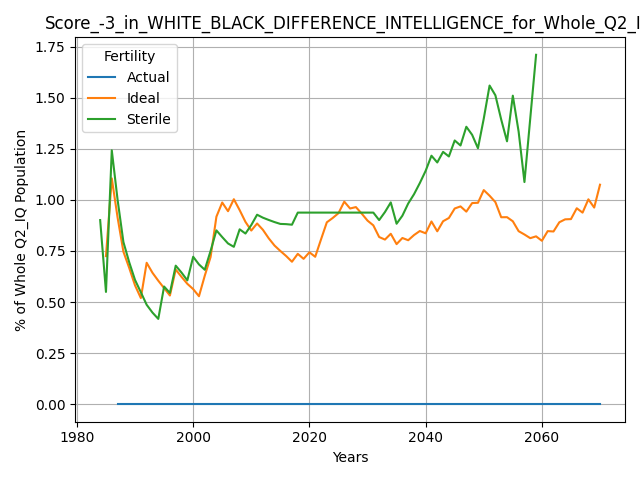 Score_-3_in_WHITE_BLACK_DIFFERENCE_INTELLIGENCE_for_Whole_Q2_I
Fertility
Actual
Ideal
Sterile
% of Whole Q2_IQ Population
1.75
1.50
1.25
1.00
0.75
0.50
0.25
0.00
1980 2000 2020 2040 2060
Years